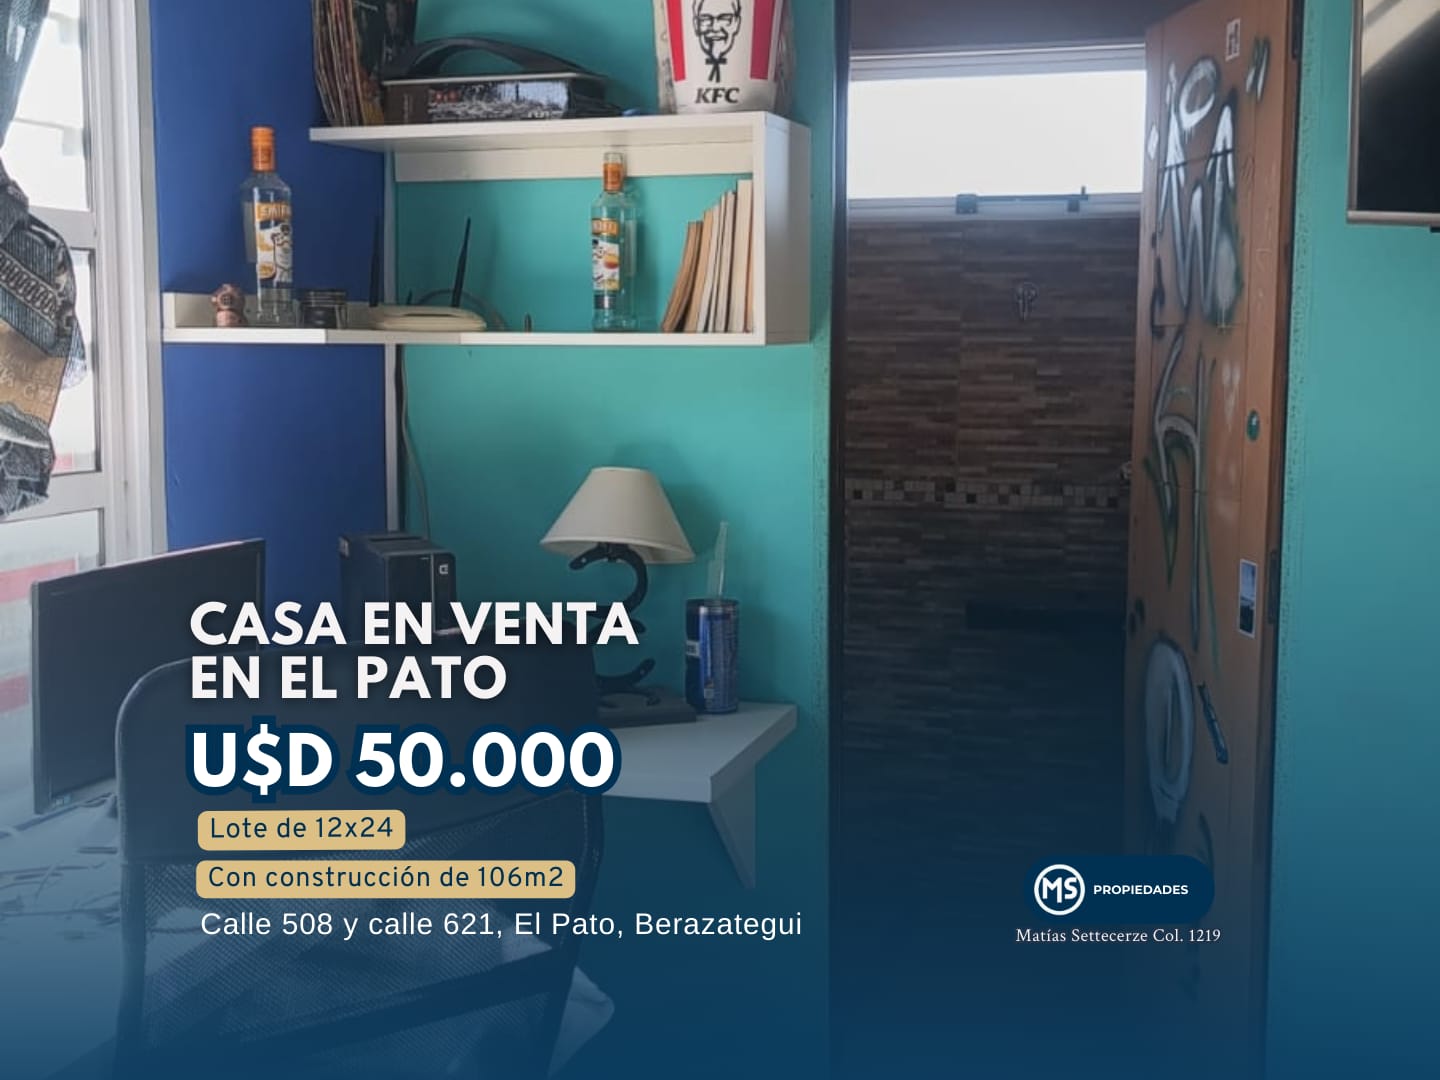 KFC
CASA EN VENTA
EN EL PATO
U$D 50.000
Lote de 12x24
Con construcción de 106m2
Calle 508 y calle 621, El Pato, Berazategui
MS PROPIEDADES
Matías Settecerze Col. 1219